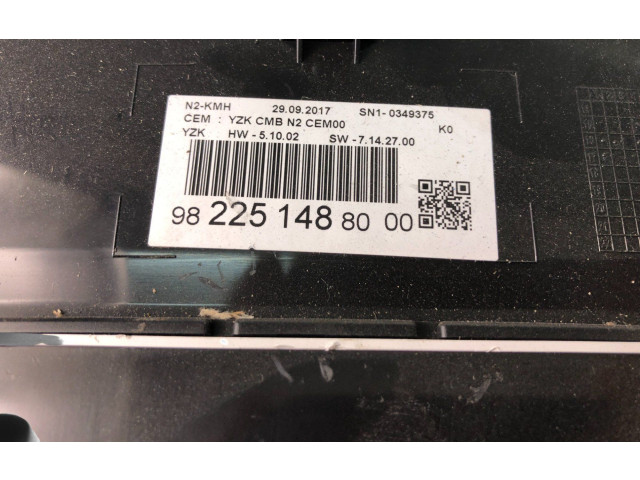 N2-KMH 29.09.2017 SN1- 0349375
CEM : YZK CMB N2 CEM00 K0
YZK HW - 5.10.02 SW -7.14.27.00
98 225 148 80 00